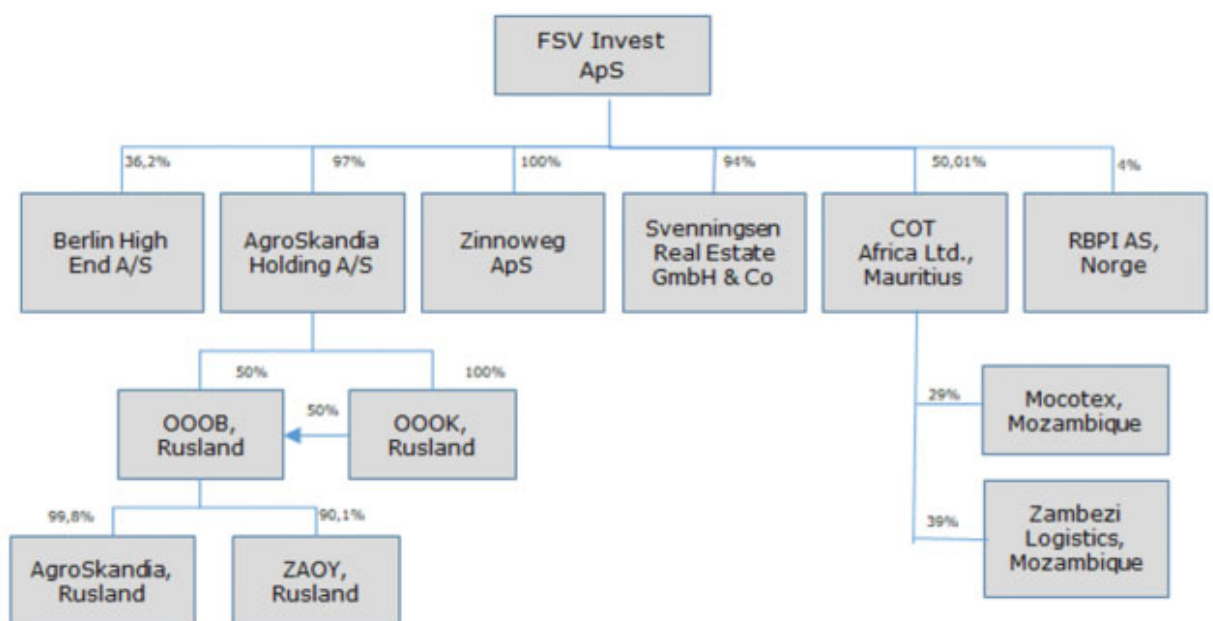 FSV Invest
ApS
36,2%
97%
100%
94%
50,01%
4%
Berlin High
End A/S
AgroSkandia
Holding A/S
Zinnoweg
ApS
Svenningsen
Real Estate
GmbH & Co
COT
Africa Ltd.,
Mauritius
RBPI AS,
Norge
50%
100%
OOOB,
Rusland
50%
OOOK,
Rusland
29%
Mocotex,
Mozambique
99,8%
90,1%
AgroSkandia,
Rusland
ZAOY,
Rusland
39%
Zambezi
Logistics,
Mozambique